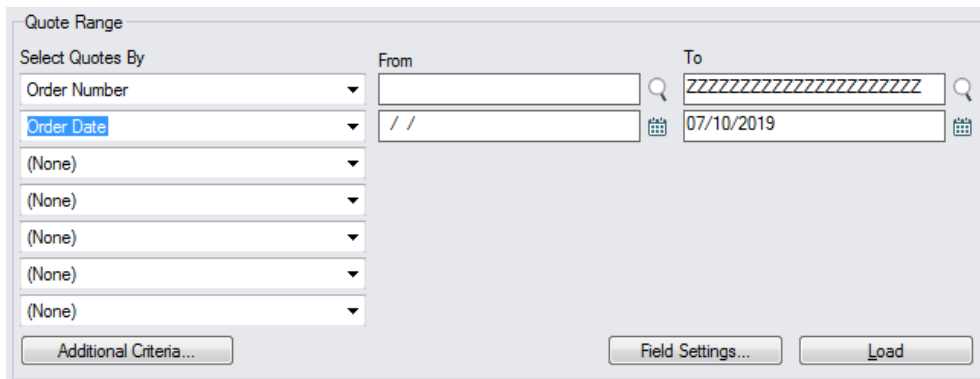 Quote Range
Select Quotes By From To
Order Number ZZZZZZZZZZZZZZZZZZZZZZ
Order Date / / 07/10/2019
(None)
(None)
(None)
(None)
(None)
Additional Criteria... Field Settings... Load